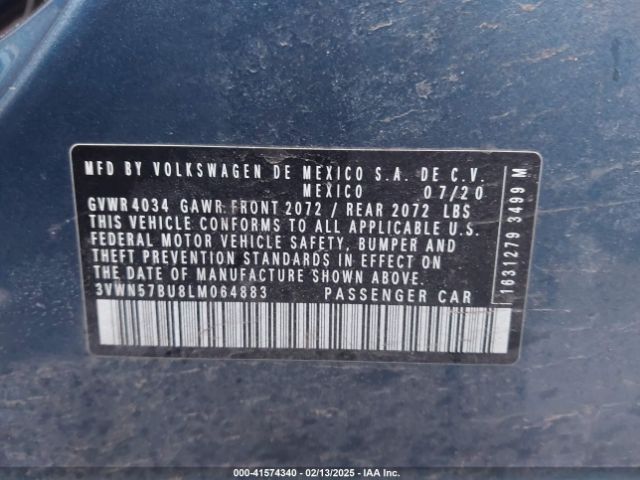 MFD BY VOLKSWAGEN DE MEXICO S.A. DE C.V.
MEXICO 07/20
GVWR 4034 GAWR FRONT 2072 / REAR 2072 LBS
THIS VEHICLE CONFORMS TO ALL APPLICABLE U.S.
FEDERAL MOTOR VEHICLE SAFETY, BUMPER AND
THEFT PREVENTION STANDARDS IN EFFECT ON
THE DATE OF MANUFACTURE SHOWN ABOVE.
3VWN57BU8LM064883 PASSENGER CAR
1631279 3499 M
000-41574340 - 02/13/2025 - IAA Inc.